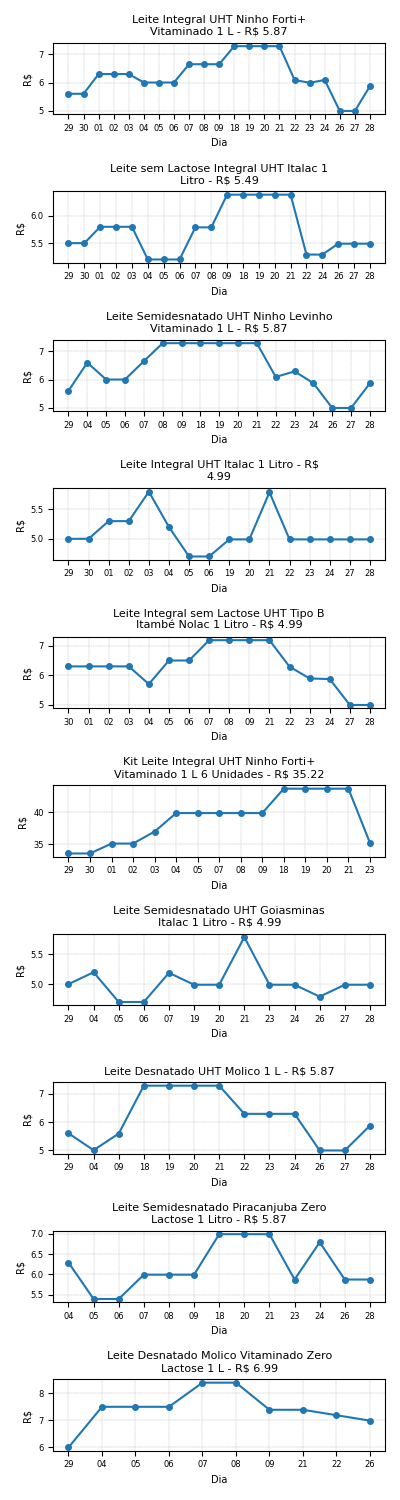 Leite Integral UHT Ninho Forti+
Vitaminado 1 L - R$ 5.87
7
6
5
R$
29 30 01 02 03 04 05 06 07 08 09 18 19 20 21 22 23 24 26 27 28
Dia
Leite sem Lactose Integral UHT Italac 1
Litro - R$ 5.49
6.0
5.5
R$
29 30 01 02 03 04 05 06 07 08 09 18 19 20 21 22 24 26 27 28
Dia
Leite Semidesnatado UHT Ninho Levinho
Vitaminado 1 L - R$ 5.87
7
6
5
R$
29 04 05 06 07 08 09 18 19 20 21 22 23 24 26 27 28
Dia
Leite Integral UHT Italac 1 Litro - R$
4.99
5.5
5.0
R$
29 30 01 02 03 04 05 06 19 20 21 22 23 24 27 28
Dia
Leite Integral sem Lactose UHT Tipo B
Itambé Nolac 1 Litro - R$ 4.99
7
6
5
R$
30 01 02 03 04 05 06 07 08 09 21 22 23 24 27 28
Dia
Kit Leite Integral UHT Ninho Forti+
Vitaminado 1 L 6 Unidades - R$ 35.22
40
35
R$
29 30 01 02 03 04 05 07 08 09 18 19 20 21 23
Dia
Leite Semidesnatado UHT Goiasminas
Italac 1 Litro - R$ 4.99
5.5
5.0
R$
29 04 05 06 07 19 20 21 23 24 26 27 28
Dia
Leite Desnatado UHT Molico 1 L - R$ 5.87
7
6
5
R$
29 04 09 18 19 20 21 22 23 24 26 27 28
Dia
Leite Semidesnatado Piracanjuba Zero
Lactose 1 Litro - R$ 5.87
7.0
6.5
6.0
5.5
R$
04 05 06 07 08 09 18 20 21 23 24 26 28
Dia
Leite Desnatado Molico Vitaminado Zero
Lactose 1 L - R$ 6.99
8
7
6
R$
29 04 05 06 07 08 09 21 22 26
Dia